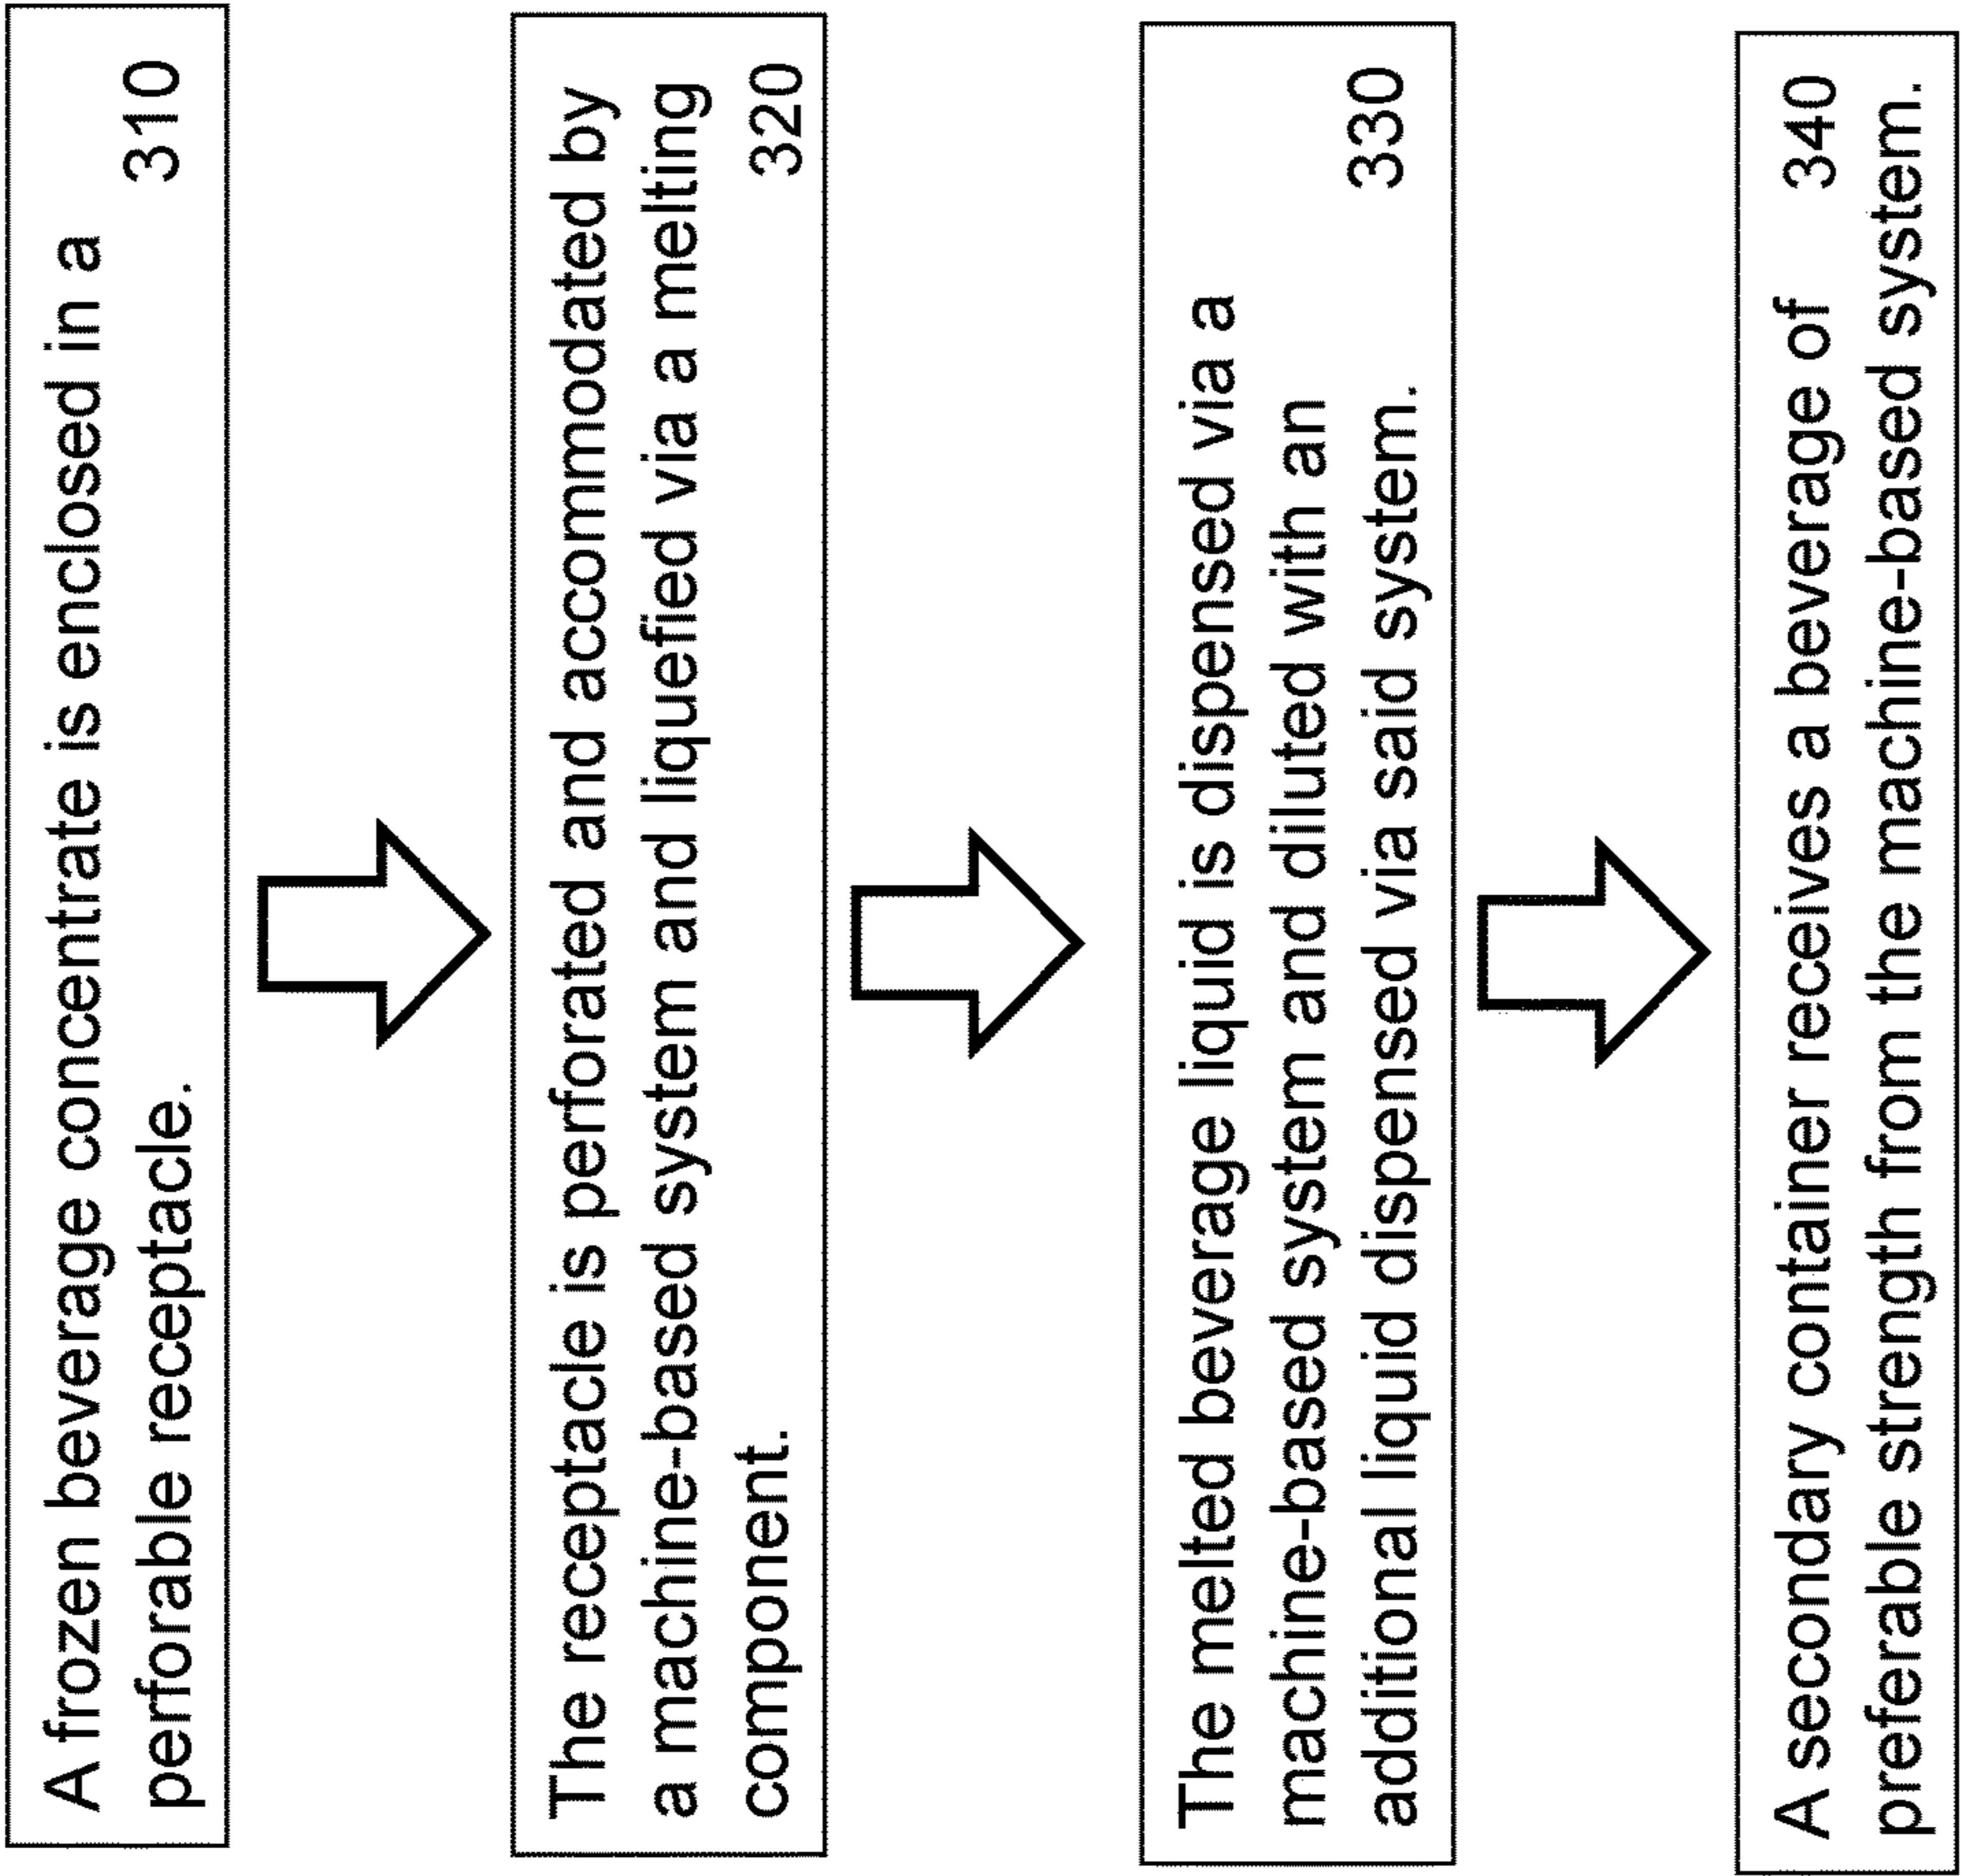 A frozen beverage concentrate is enclosed in a
perforable receptacle. 310
The receptacle is perforated and accommodated by
a machine-based system and liquefied via a melting
component. 320
The melted beverage liquid is dispensed via a
machine-based system and diluted with an
additional liquid dispensed via said system. 330
A secondary container receives a beverage of 340
preferable strength from the machine-based system.